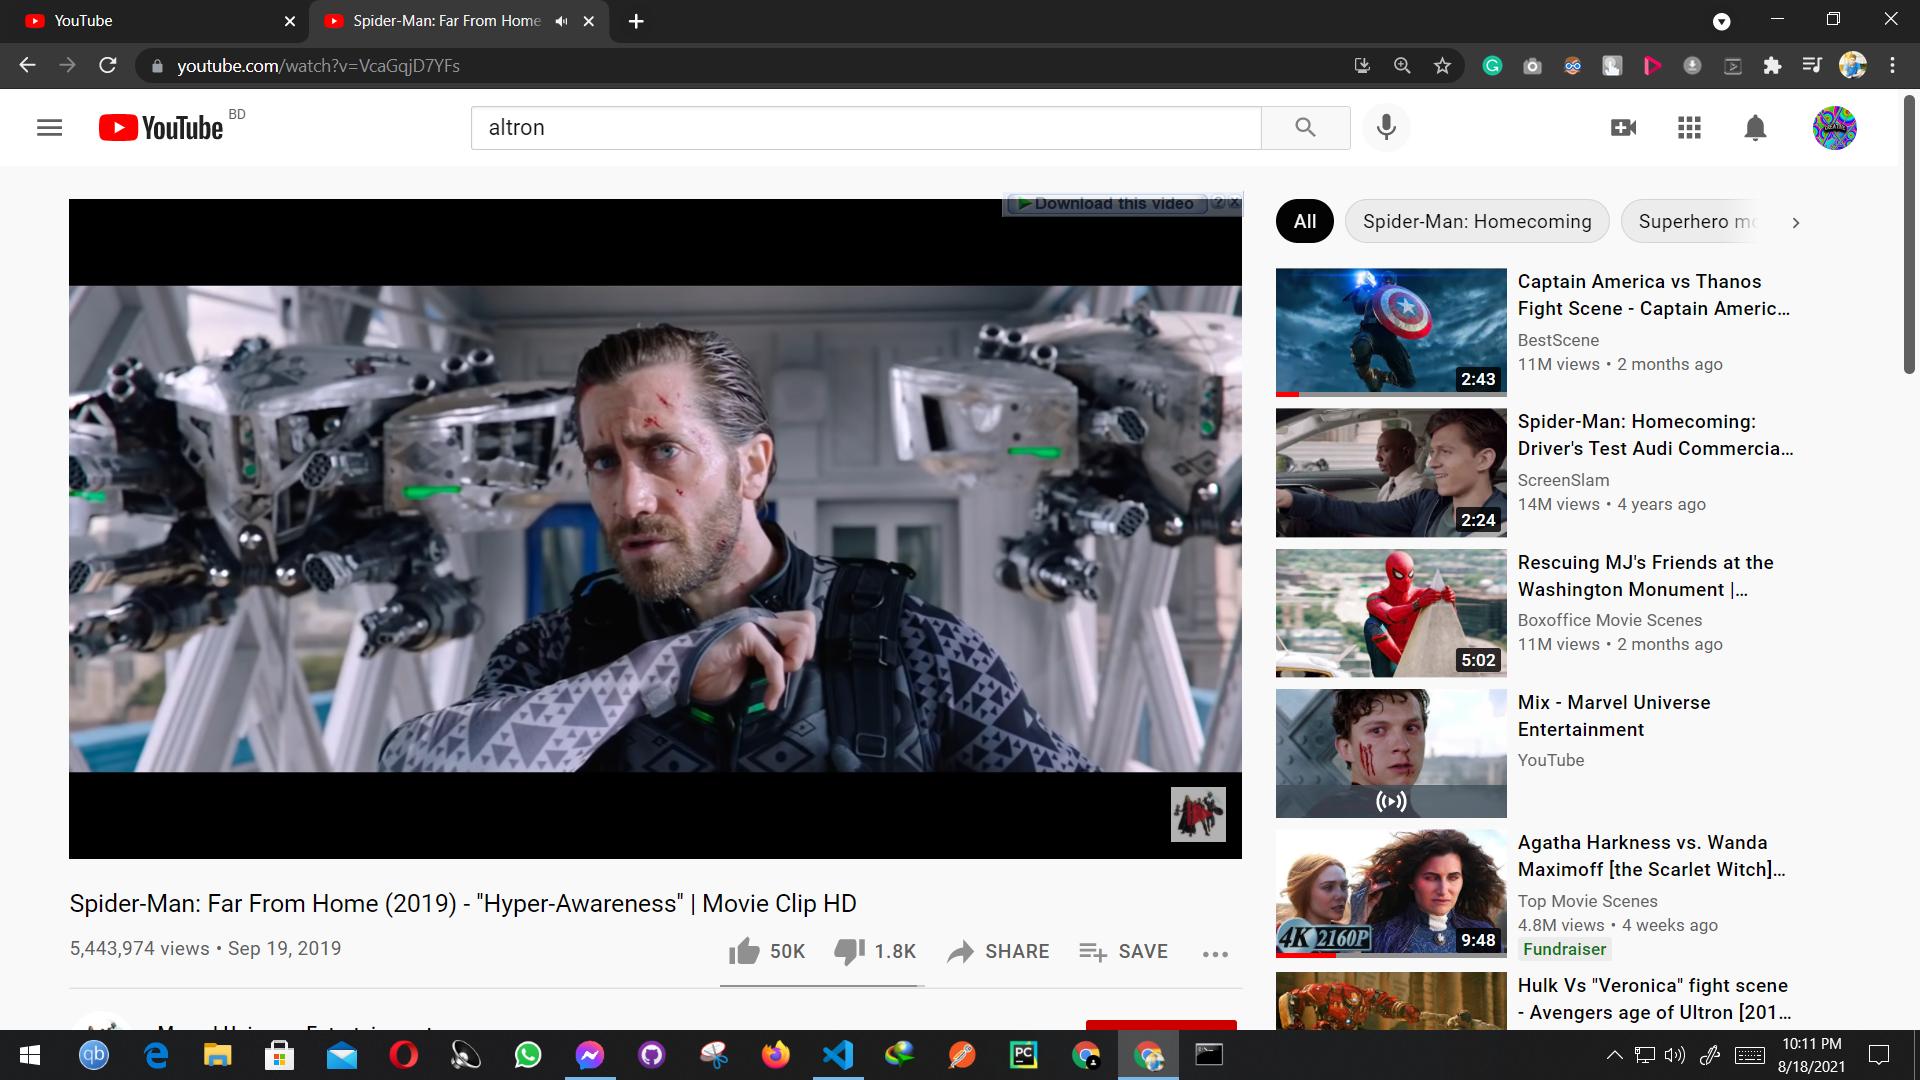 YouTube
Spider-Man: Far From Home
youtube.com/watch?v=VcaGqjD7YFs
YouTube BD
altron
Download this video
All
Spider-Man: Homecoming
Superhero mo
Captain America vs Thanos
Fight Scene - Captain Americ...
BestScene
11M views • 2 months ago
2:43
Spider-Man: Homecoming:
Driver's Test Audi Commercia...
ScreenSlam
14M views • 4 years ago
2:24
Rescuing MJ's Friends at the
Washington Monument |...
Boxoffice Movie Scenes
11M views • 2 months ago
5:02
Mix - Marvel Universe
Entertainment
YouTube
Agatha Harkness vs. Wanda
Maximoff [the Scarlet Witch]...
Top Movie Scenes
4.8M views • 4 weeks ago
Fundraiser
4K 2160P
9:48
Hulk Vs "Veronica" fight scene
- Avengers age of Ultron [201...
Spider-Man: Far From Home (2019) - "Hyper-Awareness" | Movie Clip HD
5,443,974 views • Sep 19, 2019
50K
1.8K
SHARE
SAVE
qb
PC
10:11 PM
8/18/2021